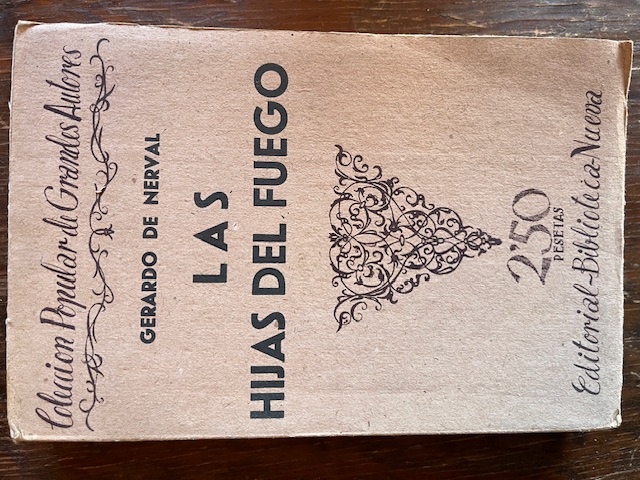 Colección Popular de Grandes Autores
GERARDO DE NERVAL
LAS
HIJAS DEL FUEGO
2'50
PESETAS
Editorial-Biblioteca-Nueva